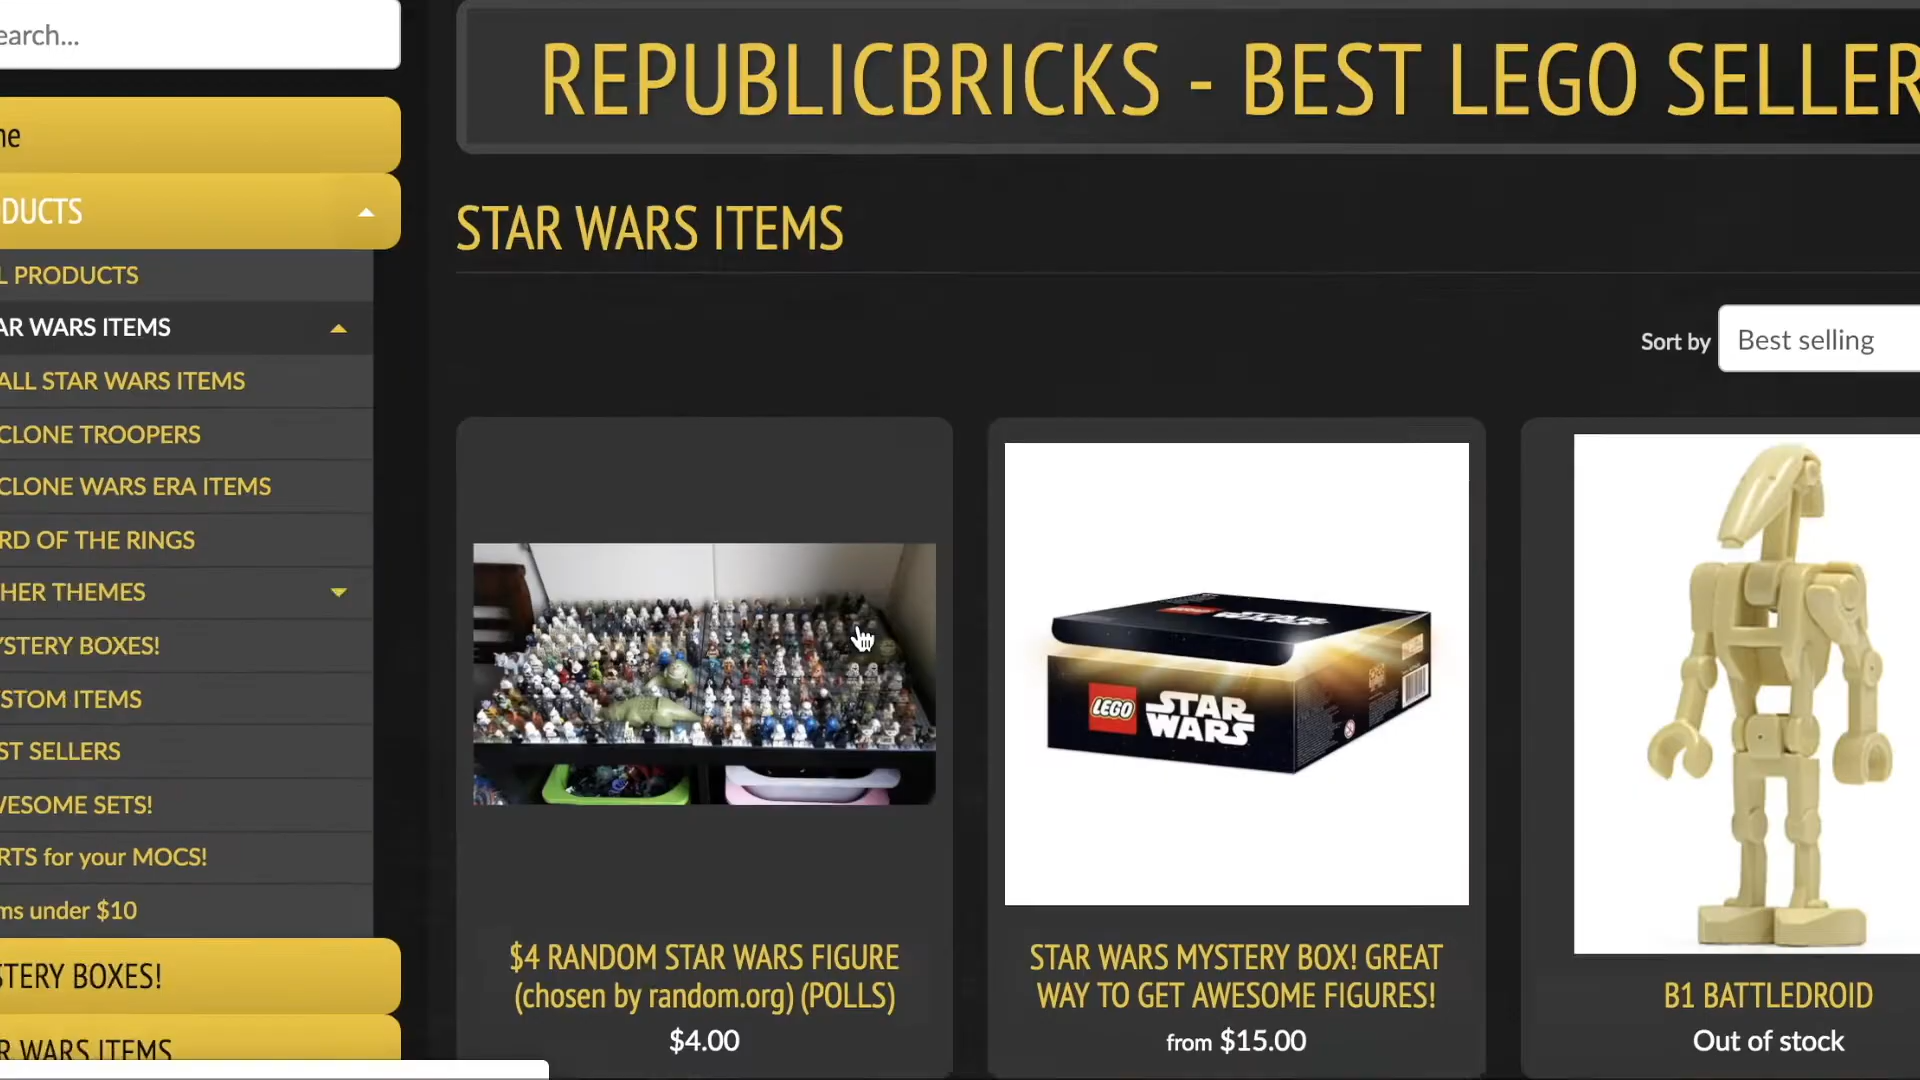 earch...
ne
DUCTS
L PRODUCTS
AR WARS ITEMS
ALL STAR WARS ITEMS
CLONE TROOPERS
CLONE WARS ERA ITEMS
RD OF THE RINGS
HER THEMES
YSTERY BOXES!
STOM ITEMS
ST SELLERS
WESOME SETS!
RTS for your MOCS!
ms under $10
STERY BOXES!
R WARS ITEMS
REPUBLICBRICKS - BEST LEGO SELLER
STAR WARS ITEMS
Sort by
Best selling
LEGO
STAR
WARS
$4 RANDOM STAR WARS FIGURE
(chosen by random.org) (POLLS)
$4.00
STAR WARS MYSTERY BOX! GREAT
WAY TO GET AWESOME FIGURES!
from $15.00
B1 BATTLEDROID
Out of stock